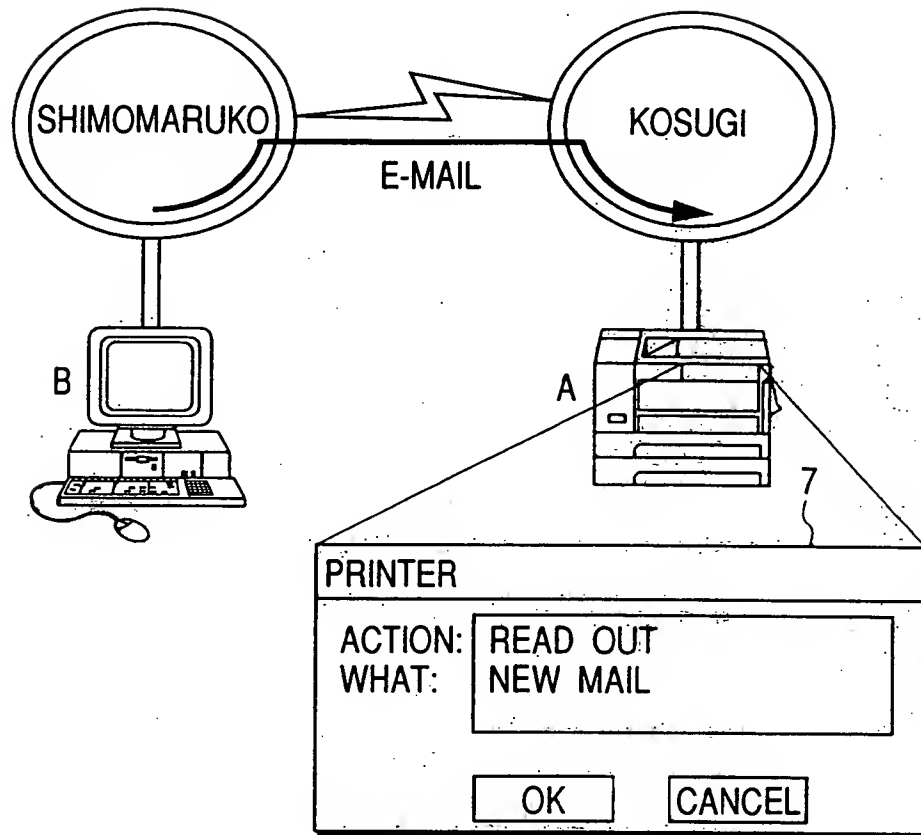 SHIMOMARUKO
KOSUGI
E-MAIL
B
A
7
PRINTER
ACTION: READ OUT
WHAT: NEW MAIL
OK CANCEL